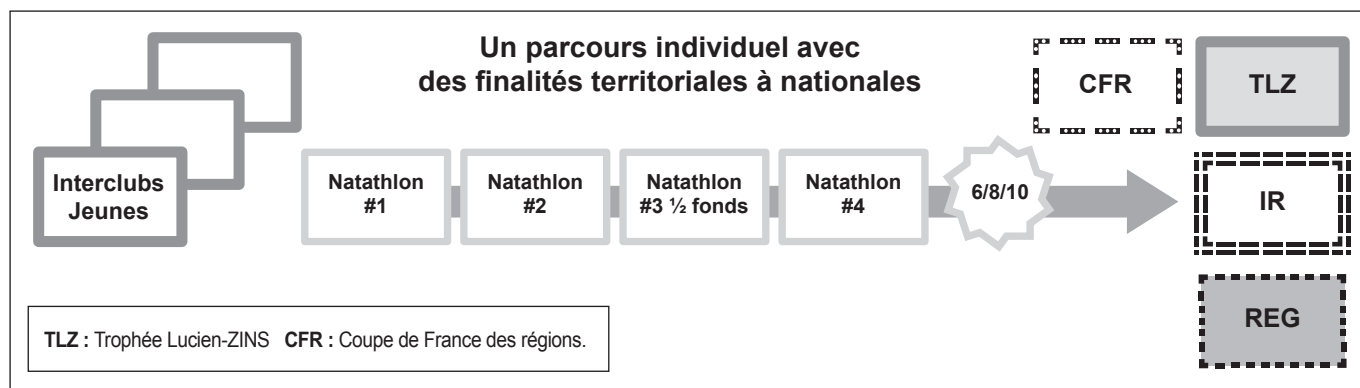 Un parcours individuel avec
des finalités territoriales à nationales
CFR
TLZ
Interclubs
Jeunes
Natathlon
#1
Natathlon
#2
Natathlon
#3 ½ fonds
Natathlon
#4
6/8/10
IR
REG
TLZ : Trophée Lucien-ZINS CFR : Coupe de France des régions.